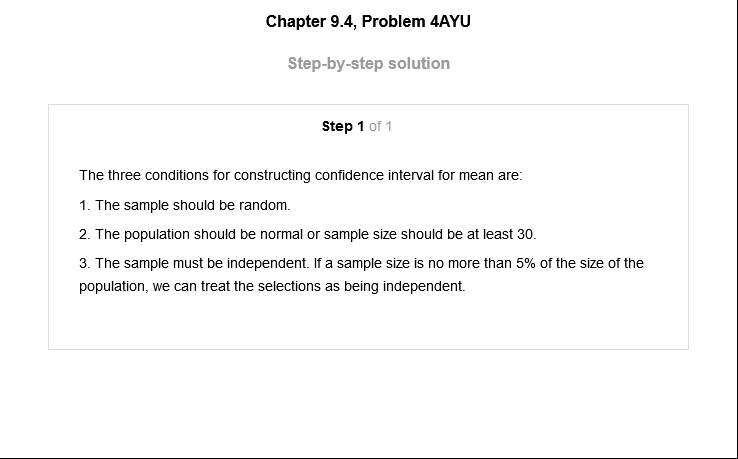 Chapter 9.4, Problem 4AYU
Step-by-step solution
Step 1 of 1
The three conditions for constructing confidence interval for mean are:
1. The sample should be random.
2. The population should be normal or sample size should be at least 30.
3. The sample must be independent. If a sample size is no more than 5% of the size of the
population, we can treat the selections as being independent.